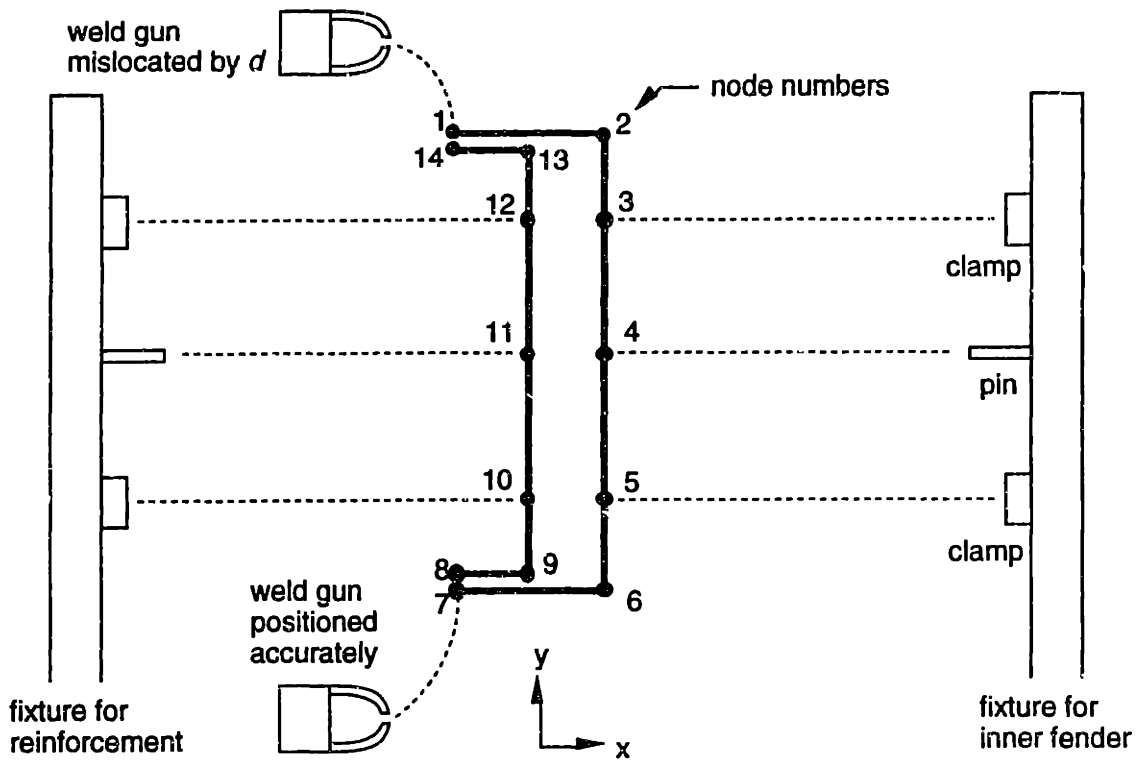 weld gun
mislocated by d
node numbers
1
2
14
13
12
3
clamp
11
4
pin
10
5
clamp
8
9
7
6
weld gun
positioned
accurately
y
x
fixture for
reinforcement
fixture for
inner fender